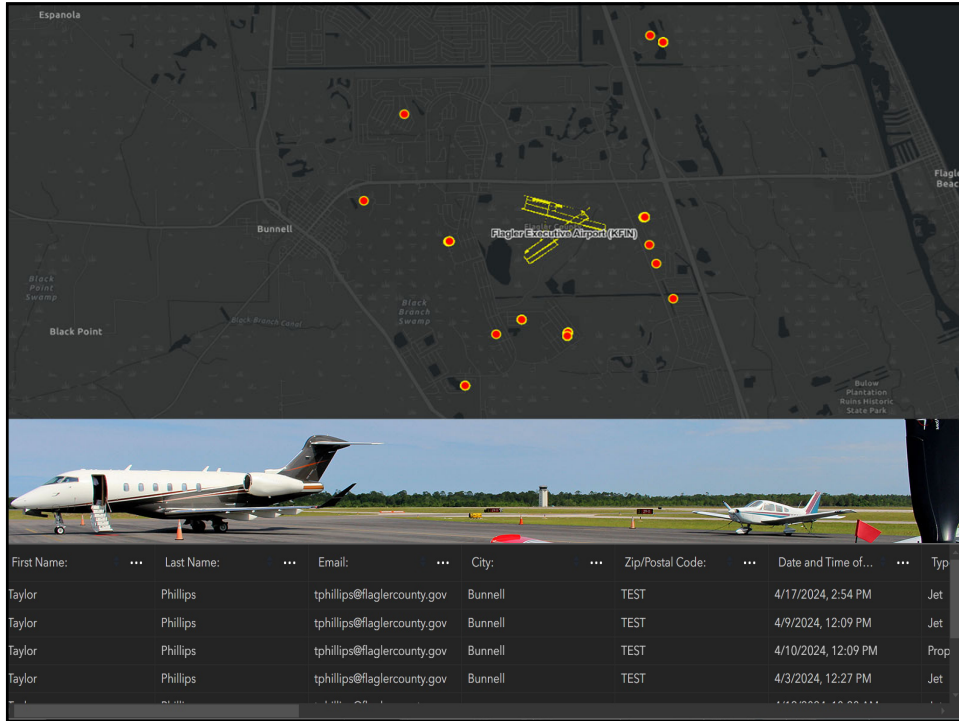 Espanola
Flagler
Beac
Bunnell
Flagler Executive Airport (KFIN)
Black
Point
Swamp
Black
Branch
Swamp
Black Branch Canal
Black Point
Bulow
Plantation
Ruins Historic
State Park
First Name: ... Last Name: ... Email: ... City: ... Zip/Postal Code: ... Date and Time of... ... Typ
Taylor Phillips tphillips@flaglercounty.gov Bunnell TEST 4/17/2024, 2:54 PM Jet
Taylor Phillips tphillips@flaglercounty.gov Bunnell TEST 4/9/2024, 12:09 PM Jet
Taylor Phillips tphillips@flaglercounty.gov Bunnell TEST 4/10/2024, 12:09 PM Prop
Taylor Phillips tphillips@flaglercounty.gov Bunnell TEST 4/3/2024, 12:27 PM Jet